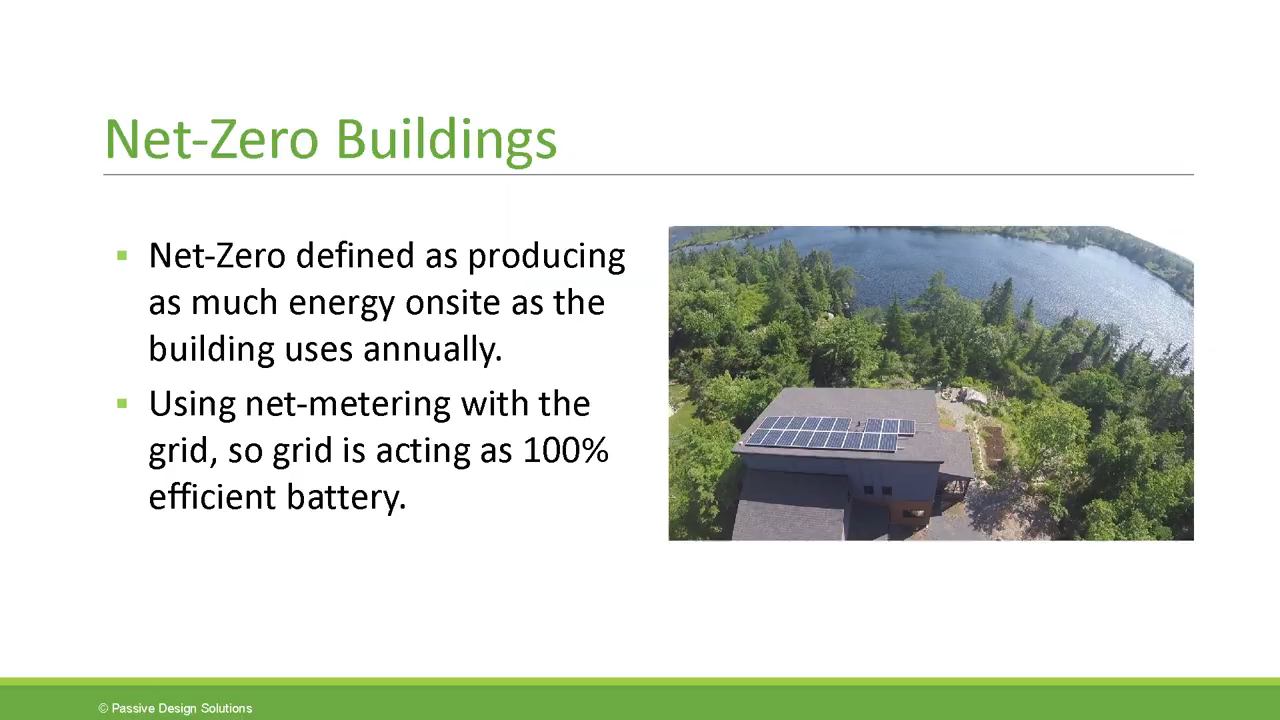 Net-Zero Buildings
▪ Net-Zero defined as producing
as much energy onsite as the
building uses annually.
▪ Using net-metering with the
grid, so grid is acting as 100%
efficient battery.
© Passive Design Solutions